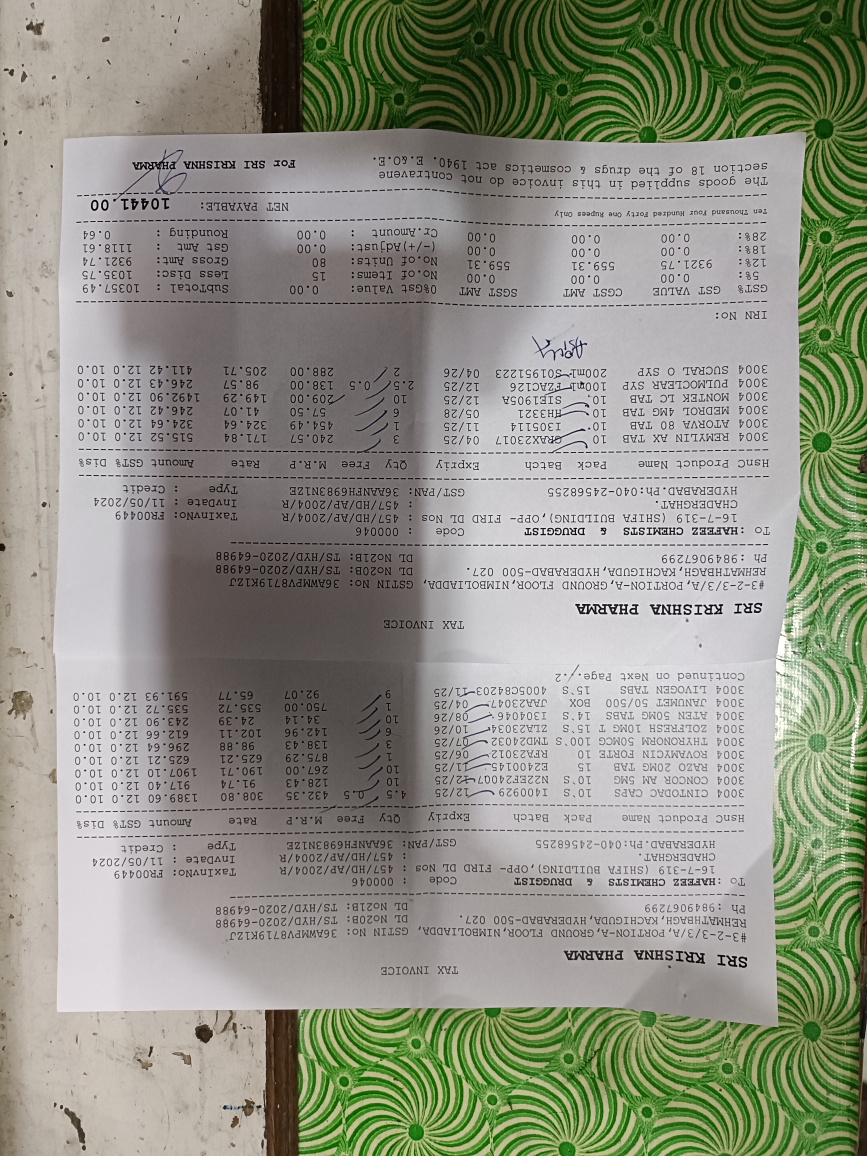 TAX INVOICE
SRI KRISHNA PHARMA
#3-2-3/3/A, PORTION-A, GROUND FLOOR, NIMBOLIADDA, GSTIN No: 36AWMPV8719K1ZJ
REHMATHBAGH, KACHIGUDA, HYDERABAD-500 027. DL No20B: TS/HYD/2020-64988
Ph :9849067299 DL No21B: TS/HYD/2020-64988
To :HAFEEZ CHEMISTS & DRUGGIST Code : 000046
16-7-319 (SHIFA BUILDING),OPP- FIRD DL Nos : 457/HD/AP/2004/R TaxInvNo: FR00449
CHADERGHAT. : 457/HD/AP/2004/R InvDate : 11/05/2024
HYDERABAD.Ph:040-24568255 GST/PAN: 36AANFH6983N1ZE Type : Credit
HsnC Product Name Pack Batch Expriy Qty Free M.R.P Rate Amount GST% Dis%
3004 CINTODAC CAPS 10'S I400929 12/25 4.5 0.5 432.35 308.80 1389.60 12.0 10.0
3004 CONCOR AM 5MG 10'S N2ZEF24007 12/25 10 128.43 91.74 917.40 12.0 10.0
3004 RAZO 20MG TAB 15 E2400145 11/25 10 267.00 190.71 1907.10 12.0 10.0
3004 ROVAMYCIN FORTE 10 RFA23012 06/25 1 875.29 625.21 625.21 12.0 10.0
3004 THYRONORM 50MCG 100'S TMD24032 07/25 3 138.43 98.88 296.64 12.0 10.0
3004 ZOLFRESH 10MG T 15'S ZLA23034 10/26 6 142.96 102.11 612.66 12.0 10.0
3004 ATEN 50MG TABS 14'S I304046 08/26 10 34.14 24.39 243.90 12.0 10.0
3004 JANUMET 50/500 BOX JAA23047 04/25 1 750.00 535.72 535.72 12.0 10.0
3004 LIVOGEN TABS 15'S 4005C84203 11/25 9 92.07 65.77 591.93 12.0 10.0
Continued on Next Page..2.
TAX INVOICE
SRI KRISHNA PHARMA
#3-2-3/3/A, PORTION-A, GROUND FLOOR, NIMBOLIADDA, GSTIN No: 36AWMPV8719K1ZJ
REHMATHBAGH, KACHIGUDA, HYDERABAD-500 027. DL No20B: TS/HYD/2020-64988
Ph :9849067299 DL No21B: TS/HYD/2020-64988
To :HAFEEZ CHEMISTS & DRUGGIST Code : 000046
16-7-319 (SHIFA BUILDING),OPP- FIRD DL Nos : 457/HD/AP/2004/R TaxInvNo: FR00449
CHADERGHAT. : 457/HD/AP/2004/R InvDate : 11/05/2024
HYDERABAD.Ph:040-24568255 GST/PAN: 36AANFH6983N1ZE Type : Credit
HsnC Product Name Pack Batch Expriy Qty Free M.R.P Rate Amount GST% Dis%
3004 REMYLIN AX TAB 10 GRAX23017 04/25 3 240.57 171.84 515.52 12.0 10.0
3004 ATORVA 80 TAB 10' I305114 11/25 1 454.49 324.64 324.64 12.0 10.0
3004 MEDROL 4MG TAB 10 HH3321 05/28 6 57.50 41.07 246.42 12.0 10.0
3004 MONTEK LC TAB 10' SIE1905A 12/25 10 209.00 149.29 1492.90 12.0 10.0
3004 PULMOCLEAR SYP 100ml FZAC126 12/25 2.5 0.5 138.00 98.57 246.43 12.0 10.0
3004 SUCRAL O SYP 200ml S01951223 04/26 2 288.00 205.71 411.42 12.0 10.0
IRN No:
GST% GST VALUE CGST AMT SGST AMT 0%Gst Value: 0.00 SubTotal : 10357.49
5%: 0.00 0.00 0.00 No.of Items: 15 Less Disc: 1035.75
12%: 9321.75 559.31 559.31 No.of Units: 80 Gross Amt: 9321.74
18%: 0.00 0.00 0.00 (-/+)Adjust: 0.00 Gst Amt : 1118.61
28%: 0.00 0.00 0.00 Cr.Amount : 0.00 Rounding : 0.64
Ten Thousand Four Hundred Forty One Rupees Only NET PAYABLE: 10441.00
The goods supplied in this invoice do not contravene For SRI KRISHNA PHARMA
section 18 of the drugs & cosmetics act 1940. E.&O.E.